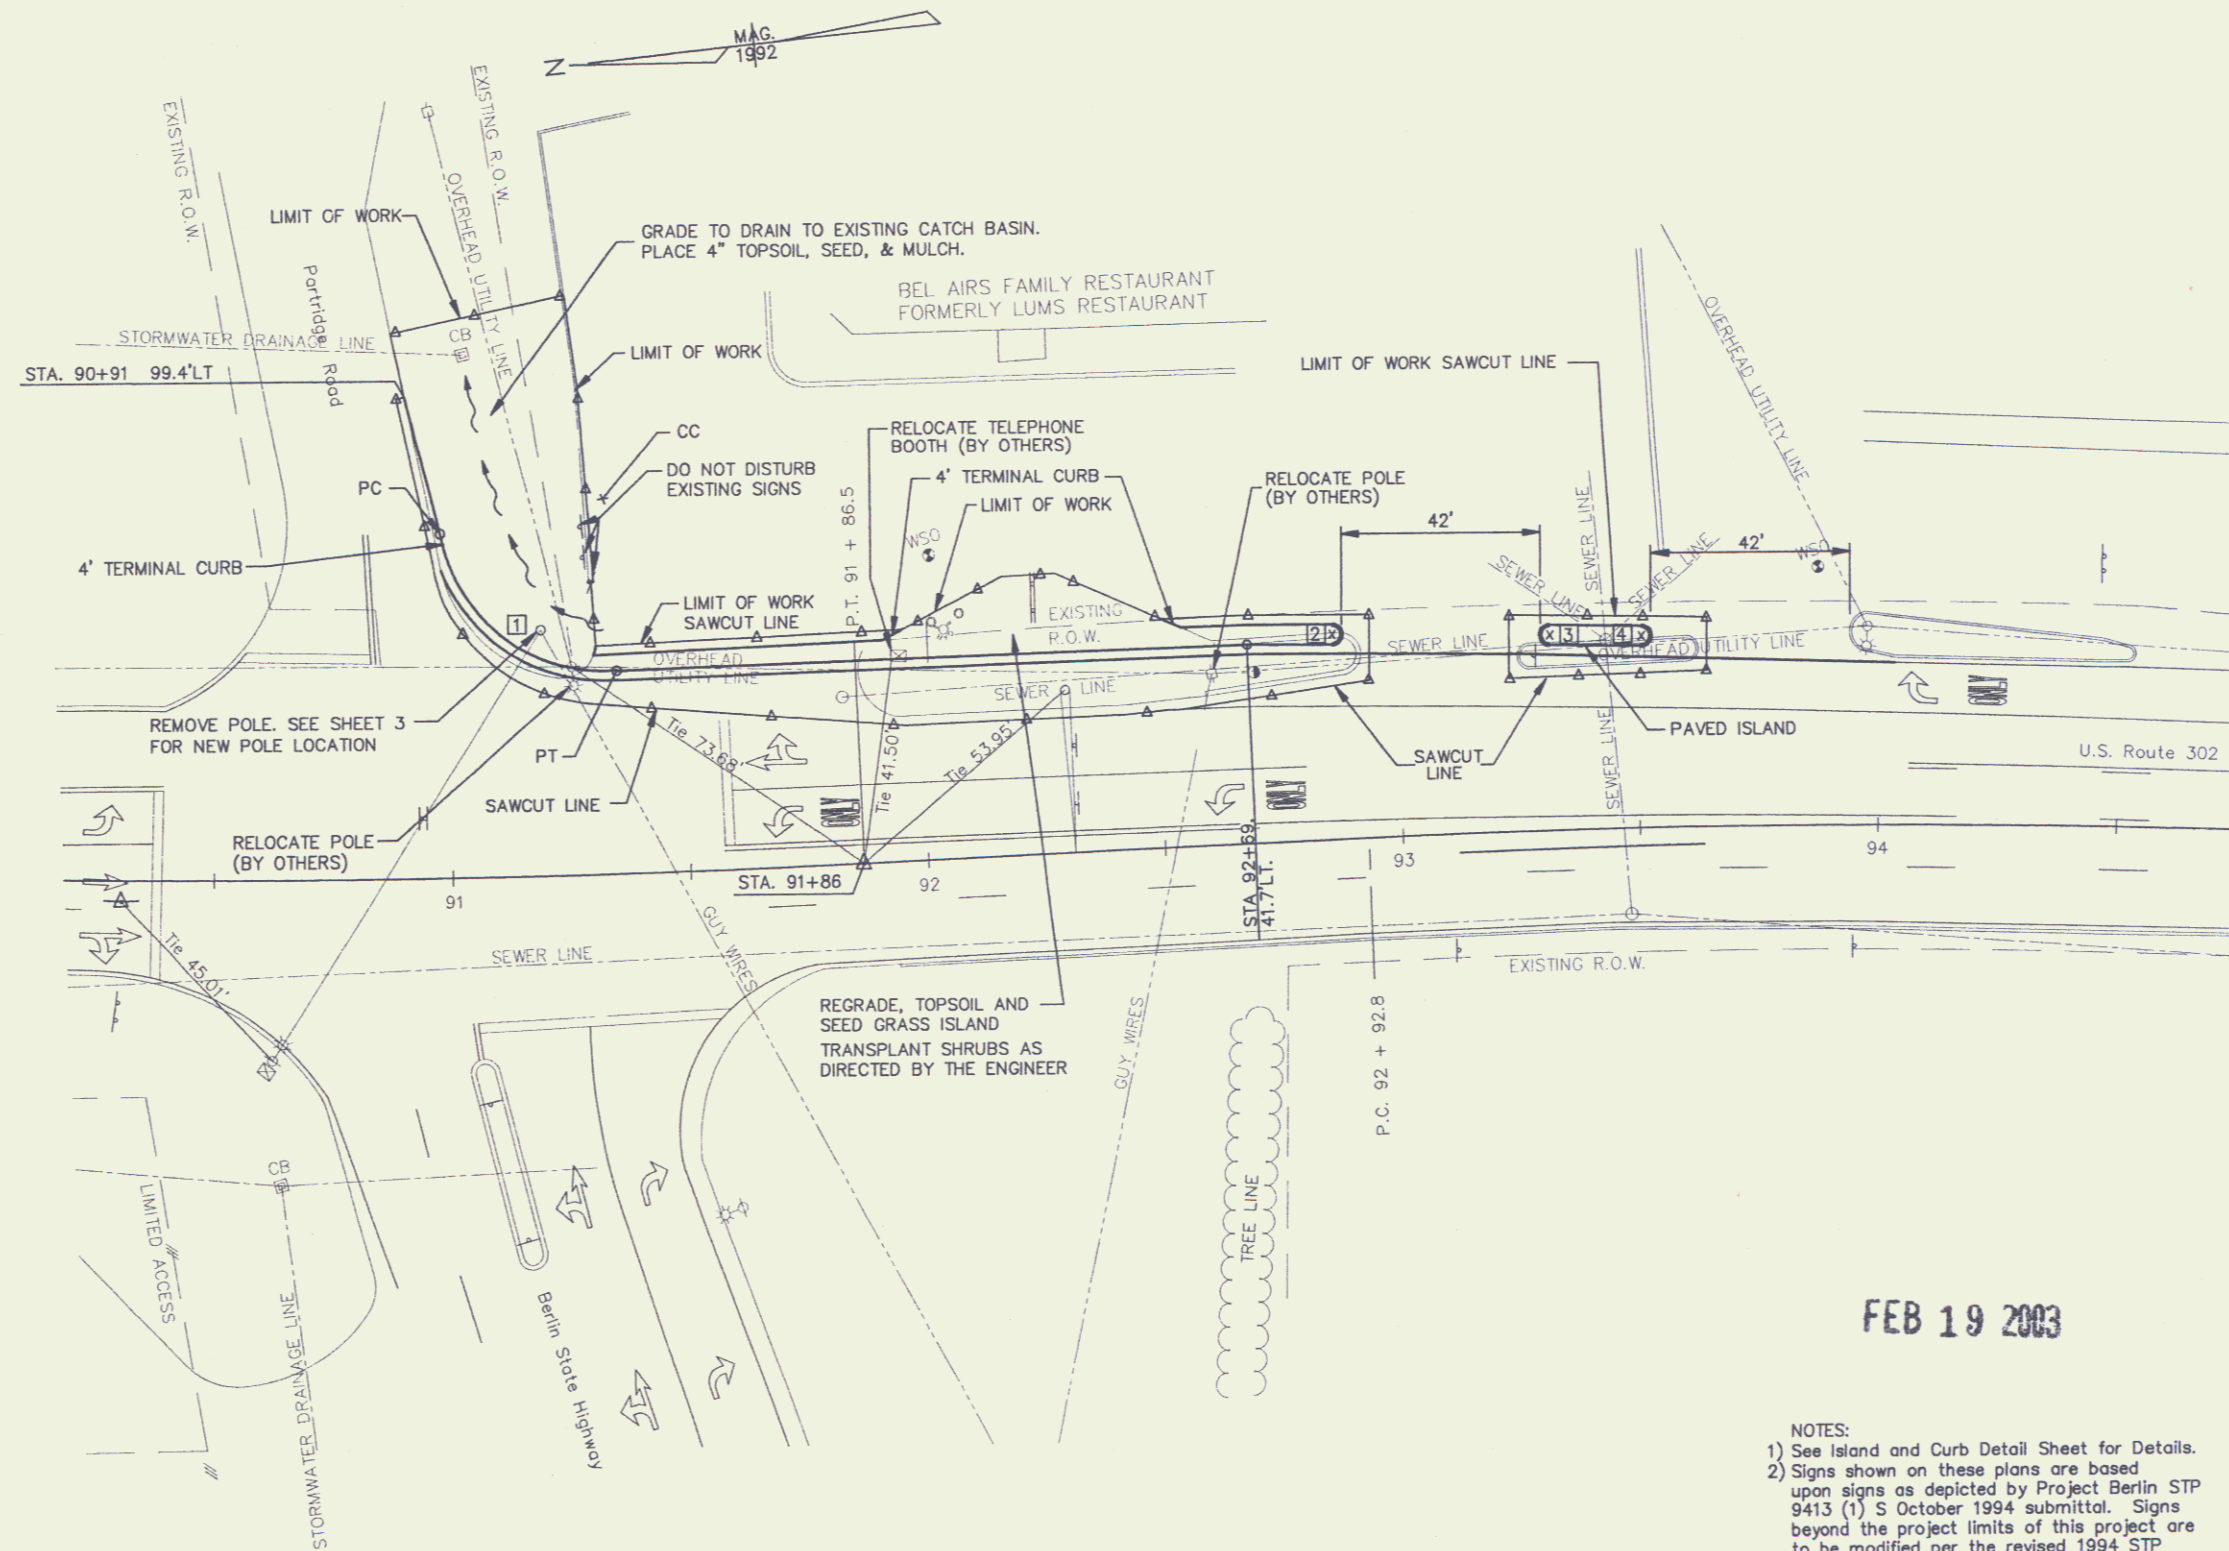 MAG.
1992
N
EXISTING R.O.W.
EXISTING R.O.W.
OVERHEAD UTILITY LINE
LIMIT OF WORK
GRADE TO DRAIN TO EXISTING CATCH BASIN.
PLACE 4" TOPSOIL, SEED, & MULCH.
BEL AIRS FAMILY RESTAURANT
FORMERLY LUMS RESTAURANT
Partridge Road
STORMWATER DRAINAGE LINE
CB
LIMIT OF WORK
LIMIT OF WORK SAWCUT LINE
OVERHEAD UTILITY LINE
STA. 90+91 99.4'LT
CC
RELOCATE TELEPHONE
BOOTH (BY OTHERS)
DO NOT DISTURB
EXISTING SIGNS
4' TERMINAL CURB
LIMIT OF WORK
RELOCATE POLE
(BY OTHERS)
PC
P.T. 91 + 86.5
WSO
42'
42'
WSO
SEWER LINE
SEWER LINE
SEWER LINE
4' TERMINAL CURB
1
LIMIT OF WORK
SAWCUT LINE
EXISTING
R.O.W.
2 x
x 3 4 x
OVERHEAD
UTILITY LINE
SEWER LINE
SEWER LINE
OVERHEAD UTILITY LINE
ONLY
REMOVE POLE. SEE SHEET 3
FOR NEW POLE LOCATION
PT
Tie 73.68'
Tie 41.50'
Tie 53.95'
SAWCUT
LINE
PAVED ISLAND
SEWER LINE
U.S. Route 302
SAWCUT LINE
ONLY
ONLY
RELOCATE POLE
(BY OTHERS)
STA. 91+86
91
92
93
94
STA 92+69,
41.7'LT.
Tie 45.01'
SEWER LINE
GUY WIRES
EXISTING R.O.W.
REGRADE, TOPSOIL AND
SEED GRASS ISLAND
TRANSPLANT SHRUBS AS
DIRECTED BY THE ENGINEER
GUY WIRES
P.C. 92 + 92.8
CB
LIMITED ACCESS
TREE LINE
STORMWATER DRAINAGE LINE
Berlin State Highway
FEB 19 2003
NOTES:
1) See Island and Curb Detail Sheet for Details.
2) Signs shown on these plans are based
upon signs as depicted by Project Berlin STP
9413 (1) S October 1994 submittal. Signs
beyond the project limits of this project are
to be modified per the revised 1994 STP